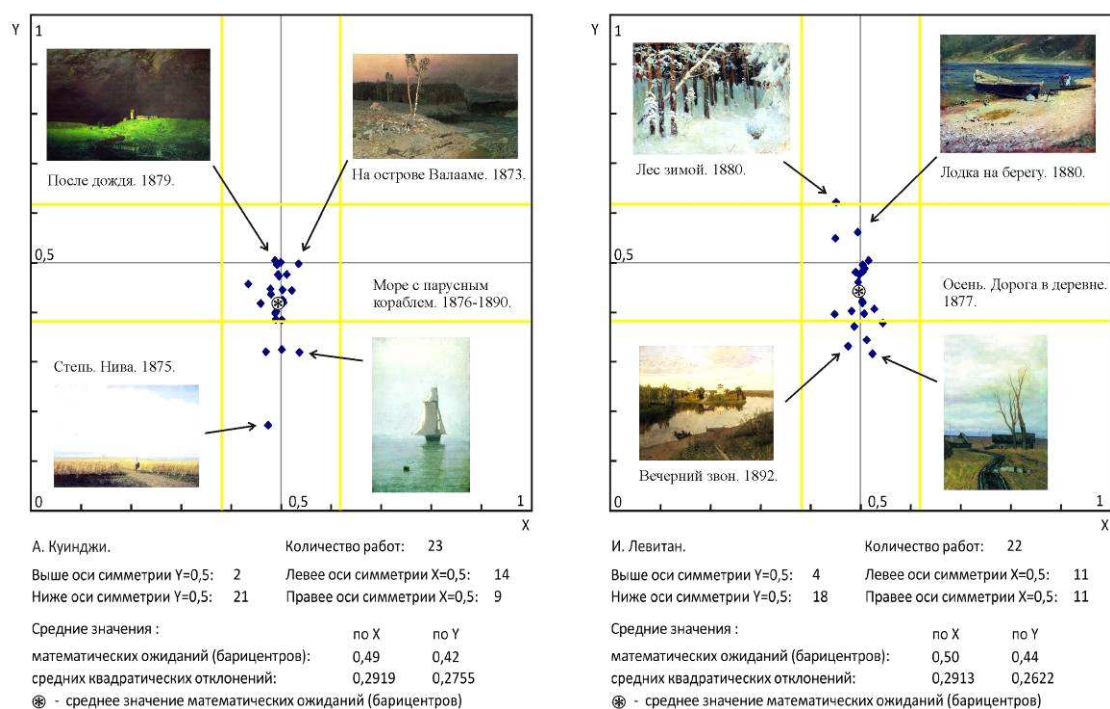 Y
1
После дождя. 1879.
На острове Валааме. 1873.
0,5
Море с парусным
кораблем. 1876-1890.
Степь. Нива. 1875.
0
0,5
1
X
А. Куинджи.
Количество работ: 23
Выше оси симметрии Y=0,5: 2
Левее оси симметрии X=0,5: 14
Ниже оси симметрии Y=0,5: 21
Правее оси симметрии X=0,5: 9
Средние значения :
по X
по Y
математических ожиданий (барицентров): 0,49 0,42
средних квадратических отклонений: 0,2919 0,2755
- среднее значение математических ожиданий (барицентров)
Y
1
Лес зимой. 1880.
Лодка на берегу. 1880.
0,5
Осень. Дорога в деревне.
1877.
Вечерний звон. 1892.
0
0,5
1
X
И. Левитан.
Количество работ: 22
Выше оси симметрии Y=0,5: 4
Левее оси симметрии X=0,5: 11
Ниже оси симметрии Y=0,5: 18
Правее оси симметрии X=0,5: 11
Средние значения :
по X
по Y
математических ожиданий (барицентров): 0,50 0,44
средних квадратических отклонений: 0,2913 0,2622
- среднее значение математических ожиданий (барицентров)